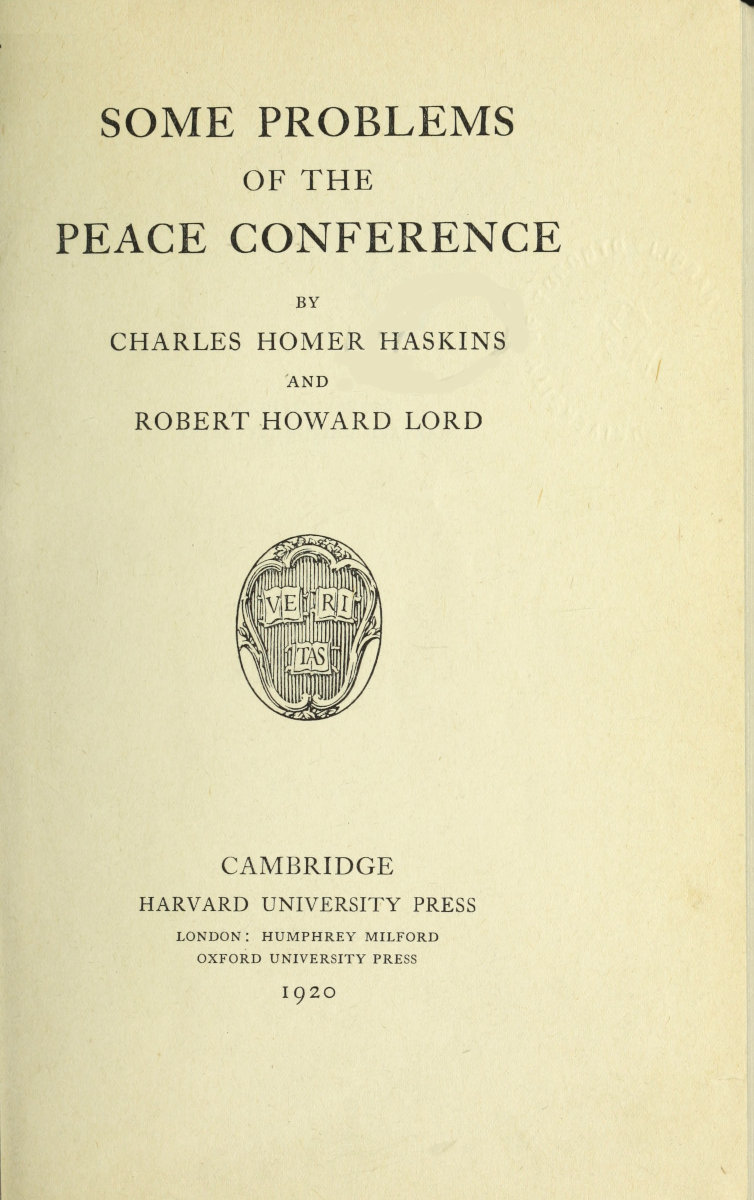 SOME PROBLEMS
OF THE
PEACE CONFERENCE
BY
CHARLES HOMER HASKINS
AND
ROBERT HOWARD LORD
VE RI
TAS
CAMBRIDGE
HARVARD UNIVERSITY PRESS
LONDON: HUMPHREY MILFORD
OXFORD UNIVERSITY PRESS
1920